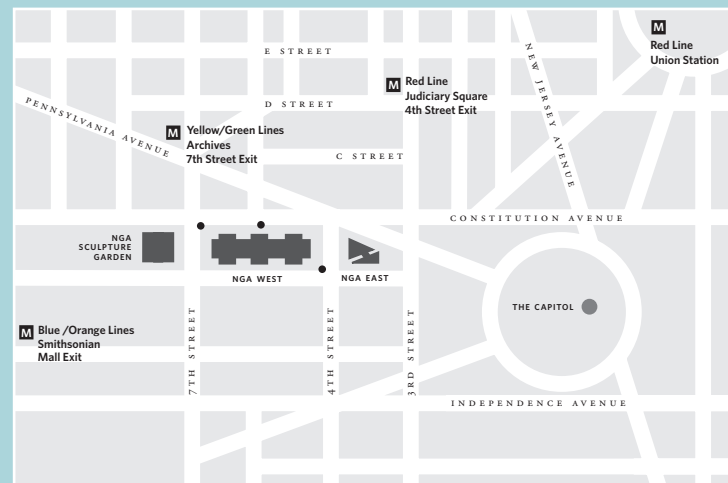 M
Red Line
Union Station
E STREET
NEW JERSEY AVENUE
M
Red Line
Judiciary Square
4th Street Exit
PENNSYLVANIA AVENUE
D STREET
M
Yellow/Green Lines
Archives
7th Street Exit
C STREET
CONSTITUTION AVENUE
NGA
SCULPTURE
GARDEN
NGA WEST
NGA EAST
THE CAPITOL
M
Blue /Orange Lines
Smithsonian
Mall Exit
7TH STREET
4TH STREET
3RD STREET
INDEPENDENCE AVENUE